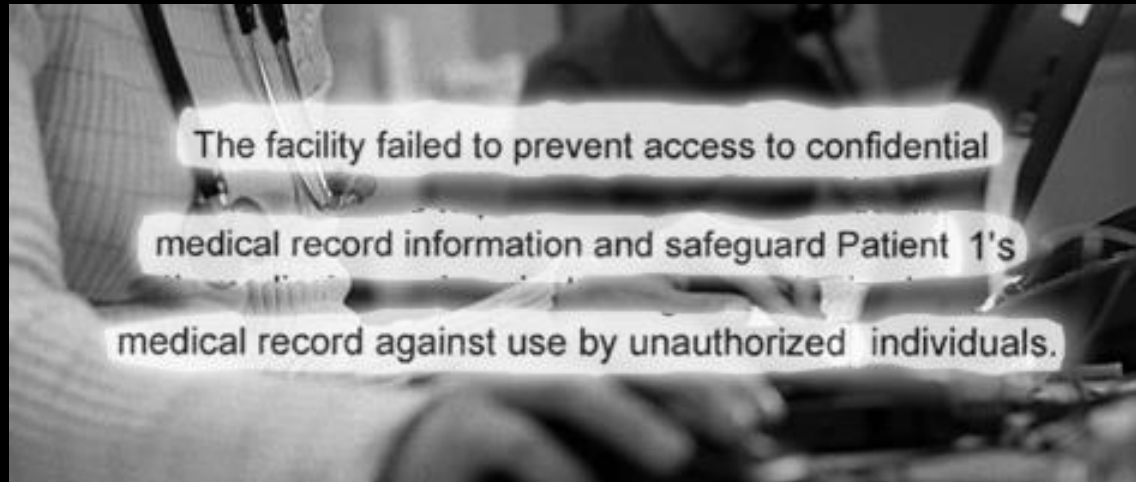 The facility failed to prevent access to confidential
medical record information and safeguard Patient 1's
medical record against use by unauthorized individuals.